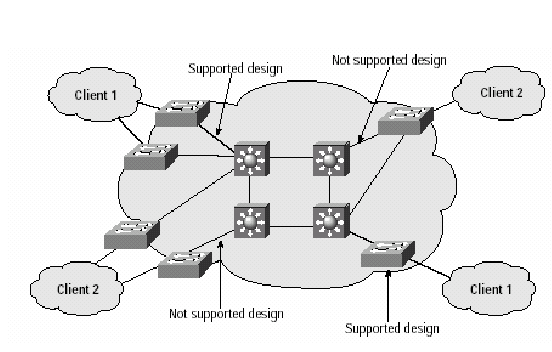 Not supported design
Supported design
Client 1
Client 2
Client 2
Client 1
Not supported design
Supported design